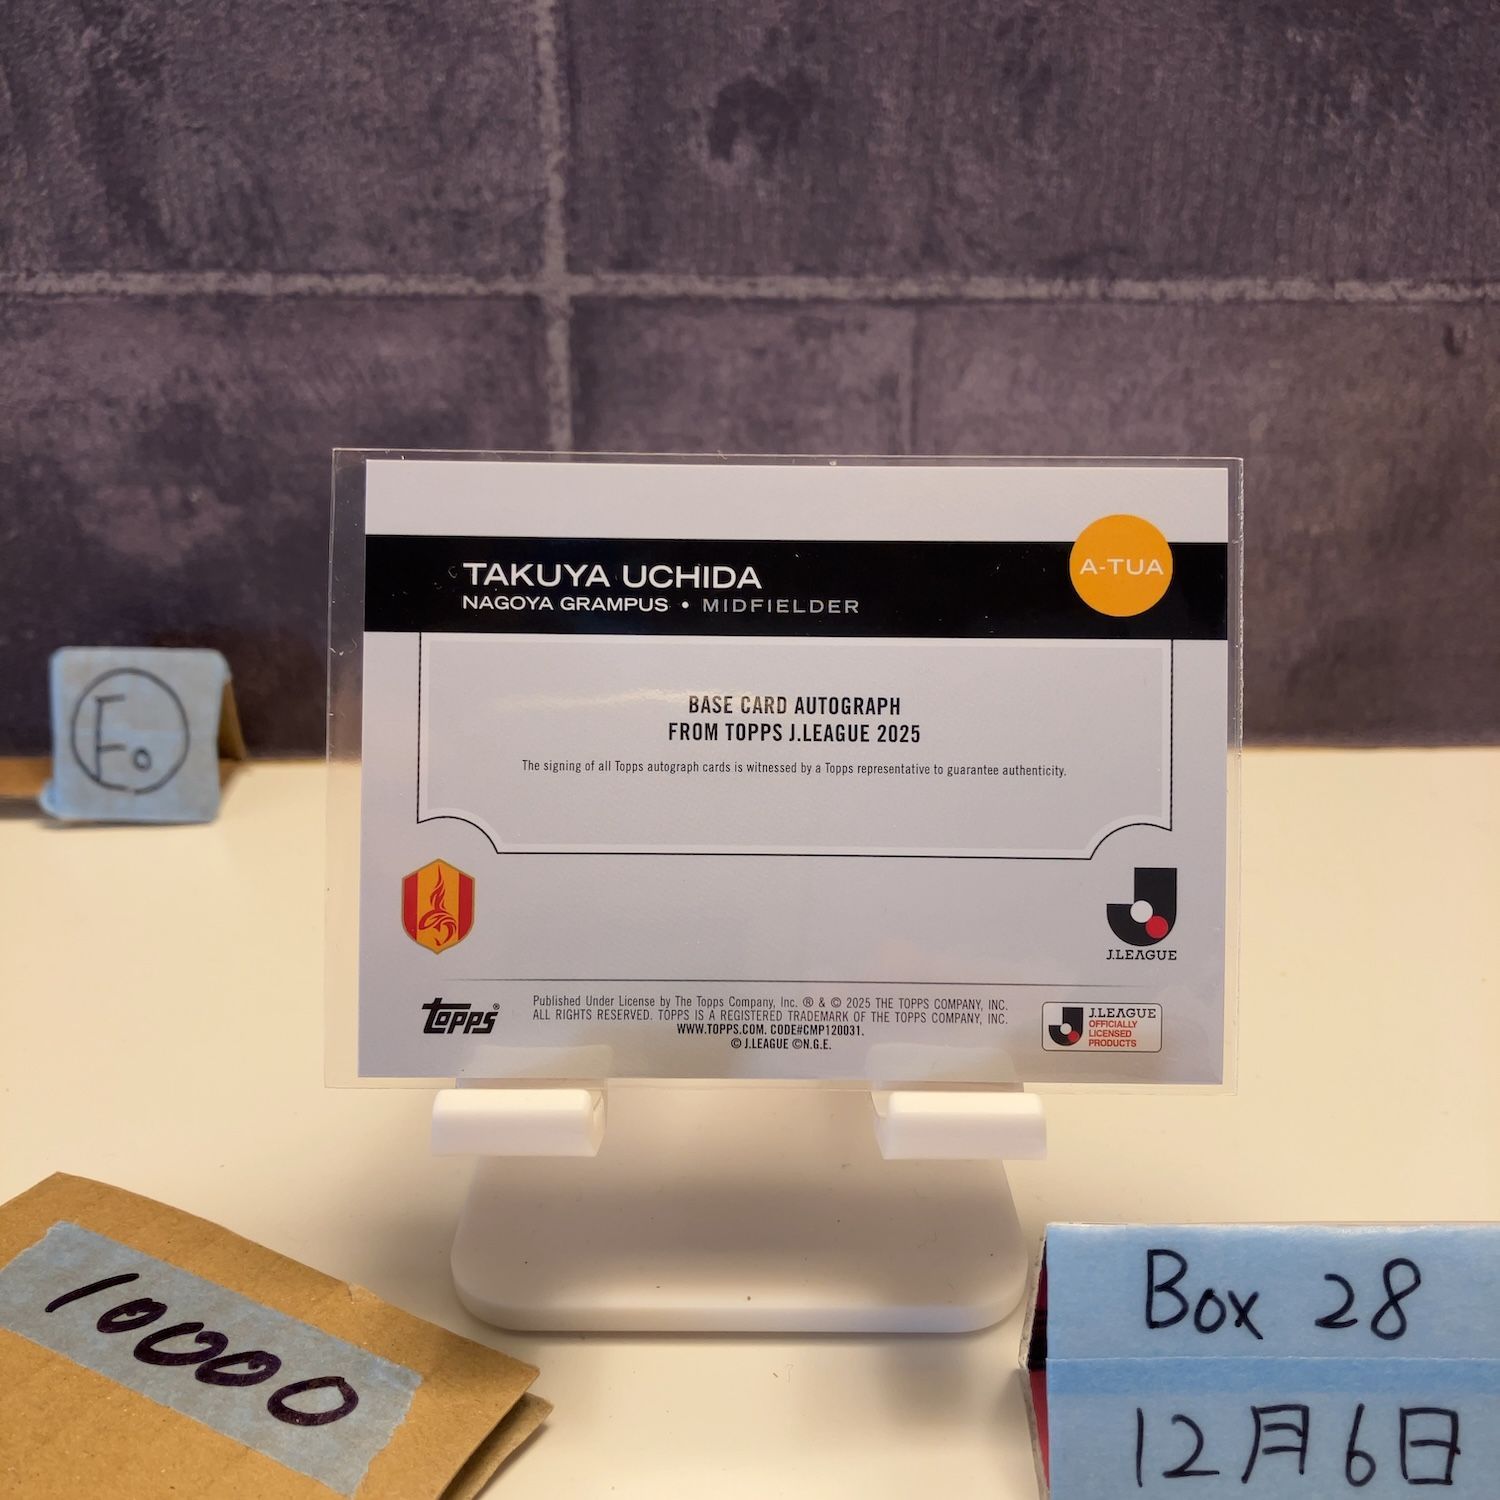 TAKUYA UCHIDA
NAGOYA GRAMPUS • MIDFIELDER
A-TUA
BASE CARD AUTOGRAPH
FROM TOPPS J.LEAGUE 2025
The signing of all Topps autograph cards is witnessed by a Topps representative to guarantee authenticity.
J.LEAGUE
Topps®
Published Under License by The Topps Company, Inc. ® & © 2025 THE TOPPS COMPANY, INC.
ALL RIGHTS RESERVED. TOPPS IS A REGISTERED TRADEMARK OF THE TOPPS COMPANY, INC.
WWW.TOPPS.COM. CODE#CMP120031.
© J.LEAGUE ©N.G.E.
J.LEAGUE
OFFICIALLY
LICENSED
PRODUCTS
Eo
10000
Box 28
12月6日